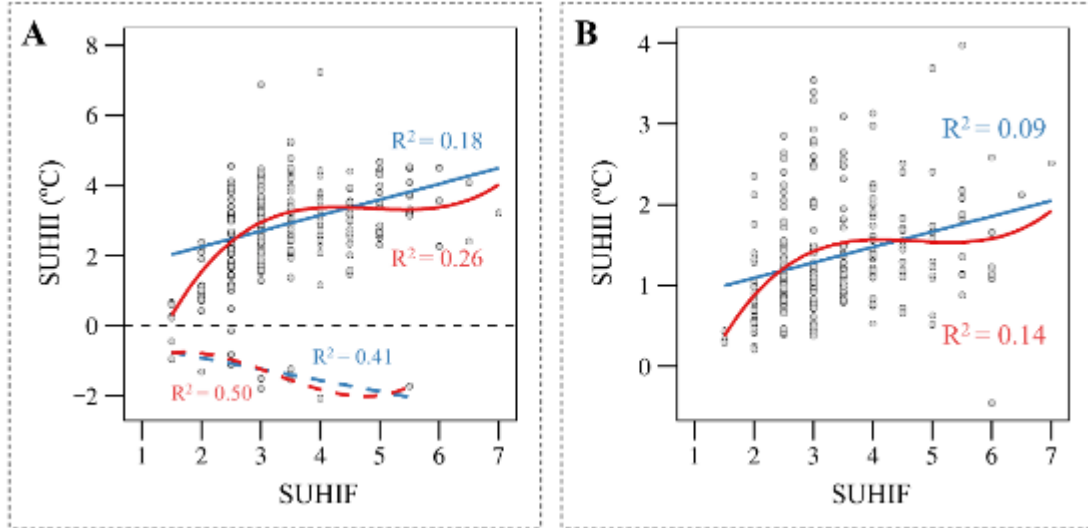 A
SUHII (°C)
8
6
4
2
0
−2
R² = 0.18
R² = 0.26
R² − 0.41
R² = 0.50
1 2 3 4 5 6 7
SUHIF
B
SUHII (°C)
4
3
2
1
0
R² = 0.09
R² = 0.14
1 2 3 4 5 6 7
SUHIF